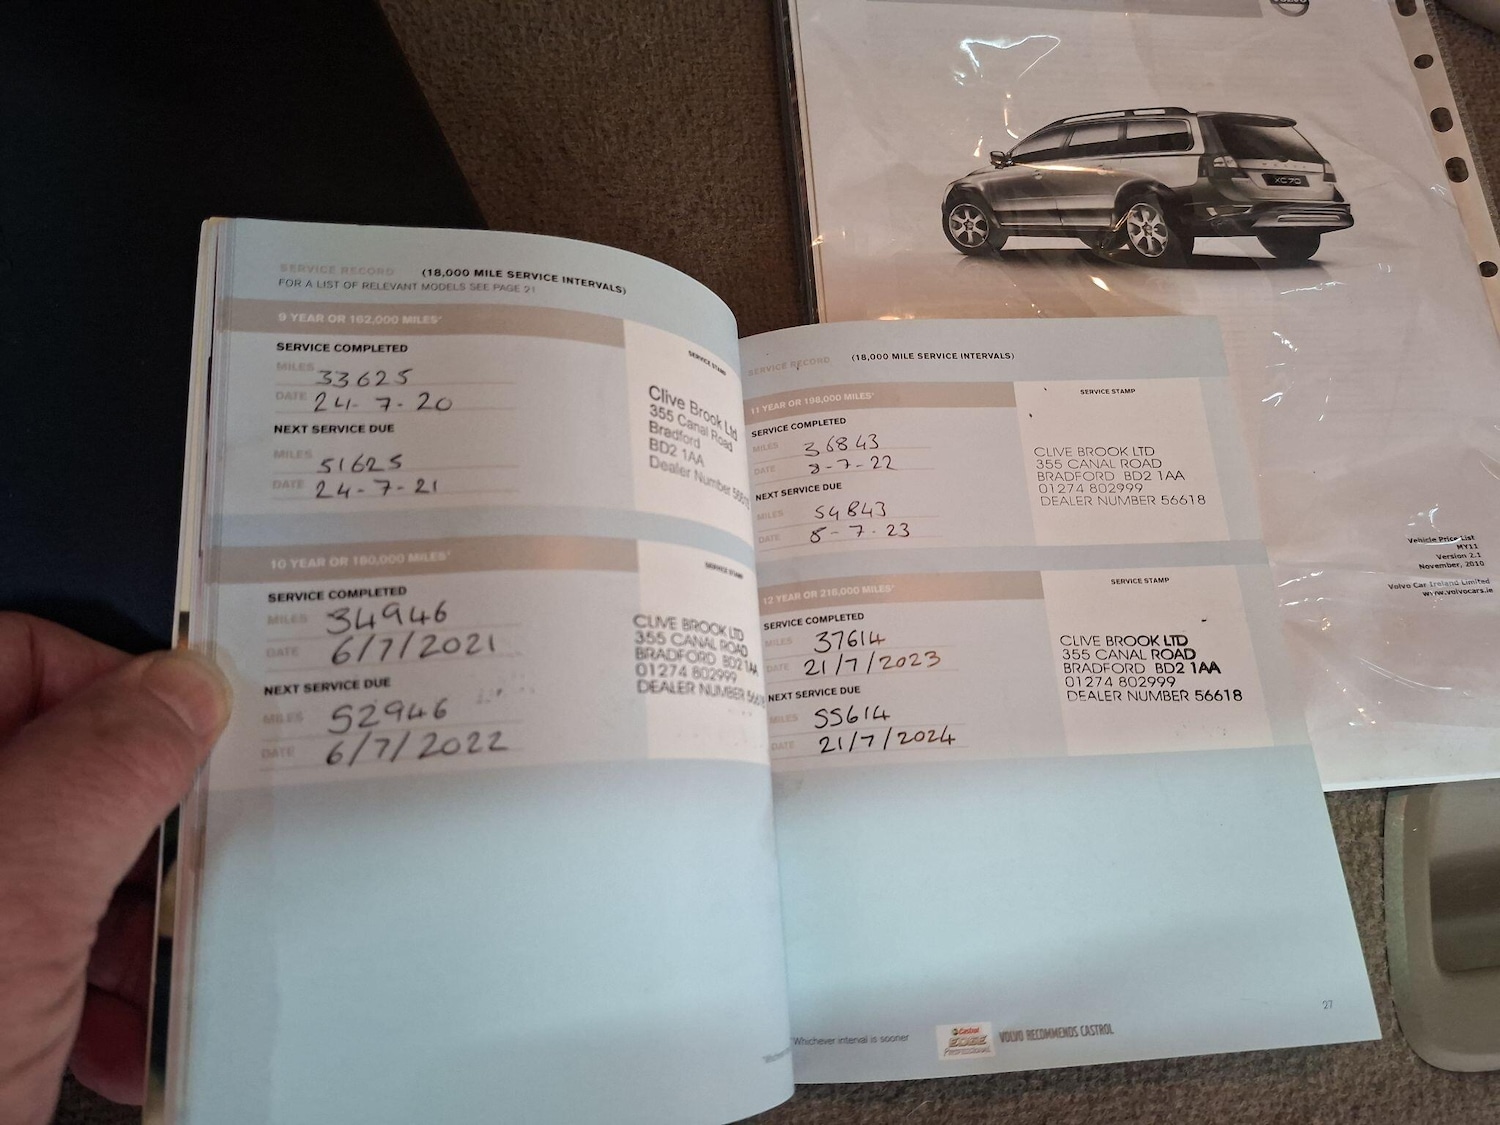 SERVICE RECORD (18,000 MILE SERVICE INTERVALS)
FOR A LIST OF RELEVANT MODELS SEE PAGE 21
9 YEAR OR 162,000 MILES*
SERVICE COMPLETED
MILES 33625
DATE 24-7-20
NEXT SERVICE DUE
MILES 51625
DATE 24-7-21
SERVICE STAMP
Clive Brook Ltd
355 Canal Road
Bradford
BD2 1AA
Dealer Number 56618
10 YEAR OR 180,000 MILES*
SERVICE COMPLETED
MILES 34946
DATE 6/7/2021
NEXT SERVICE DUE
MILES 52946
DATE 6/7/2022
SERVICE STAMP
CLIVE BROOK LTD
355 CANAL ROAD
BRADFORD BD2 1AA
01274 802999
DEALER NUMBER
SERVICE RECORD (18,000 MILE SERVICE INTERVALS)
11 YEAR OR 198,000 MILES*
SERVICE COMPLETED
MILES 36843
DATE 8-7-22
NEXT SERVICE DUE
MILES 54843
DATE 8-7-23
SERVICE STAMP
CLIVE BROOK LTD
355 CANAL ROAD
BRADFORD BD2 1AA
01274 802999
DEALER NUMBER 56618
12 YEAR OR 216,000 MILES*
SERVICE COMPLETED
MILES 37614
DATE 21/7/2023
NEXT SERVICE DUE
MILES 55614
DATE 21/7/2024
SERVICE STAMP
CLIVE BROOK LTD
355 CANAL ROAD
BRADFORD BD2 1AA
01274 802999
DEALER NUMBER 56618
27
*Whichever interval is sooner
Castrol
EDGE
Professional
VOLVO RECOMMENDS CASTROL
VOLVO
XC70
Vehicle Price List
MY11
Version 2.1
November, 2010
Volvo Car Ireland Limited
www.volvocars.ie